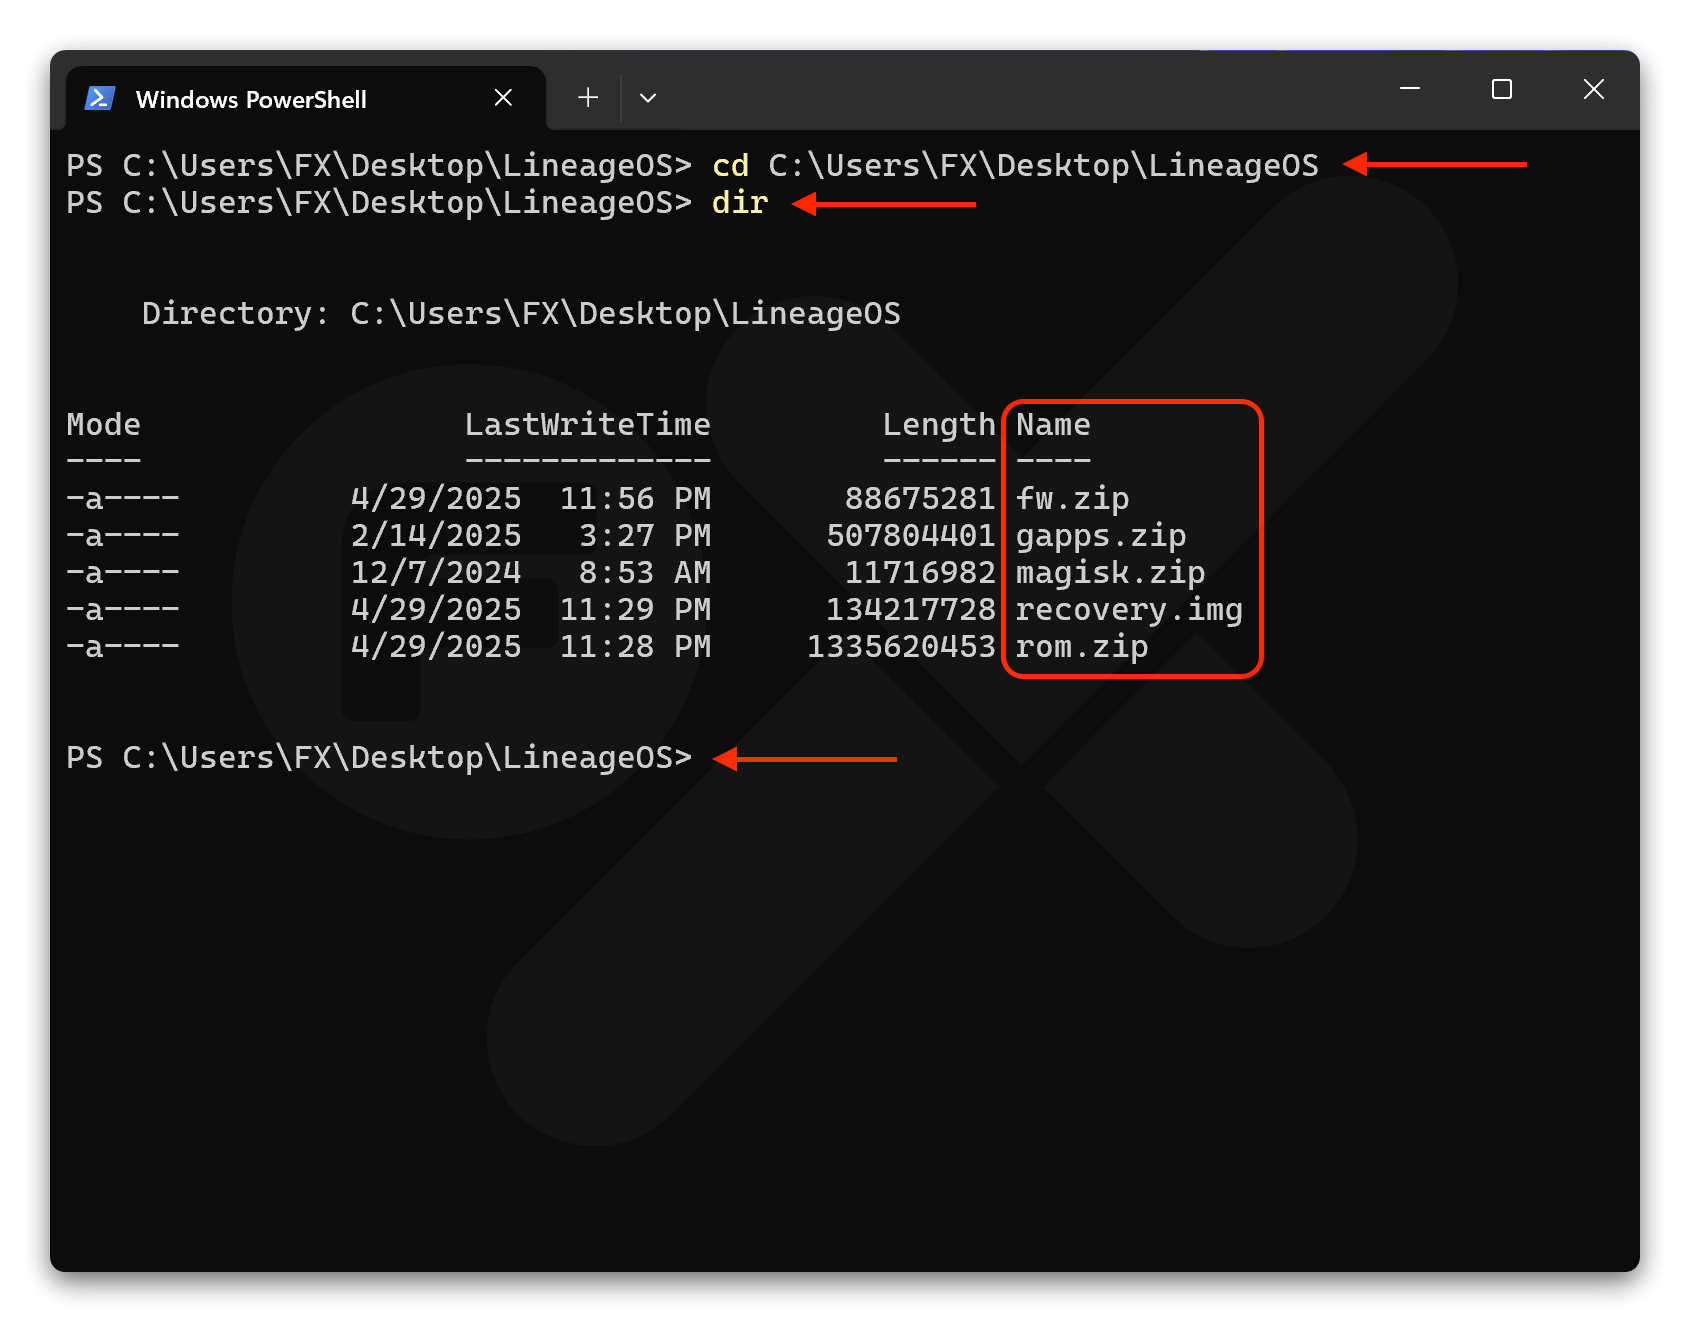 Windows PowerShell
PS C:\Users\FX\Desktop\LineageOS> cd C:\Users\FX\Desktop\LineageOS
PS C:\Users\FX\Desktop\LineageOS> dir
Directory: C:\Users\FX\Desktop\LineageOS
Mode                 LastWriteTime         Length Name
----                 -------------         ------ ----
-a----         4/29/2025  11:56 PM       88675281 fw.zip
-a----         2/14/2025   3:27 PM      507804401 gapps.zip
-a----         12/7/2024   8:53 AM       11716982 magisk.zip
-a----         4/29/2025  11:29 PM      134217728 recovery.img
-a----         4/29/2025  11:28 PM     1335620453 rom.zip
PS C:\Users\FX\Desktop\LineageOS>